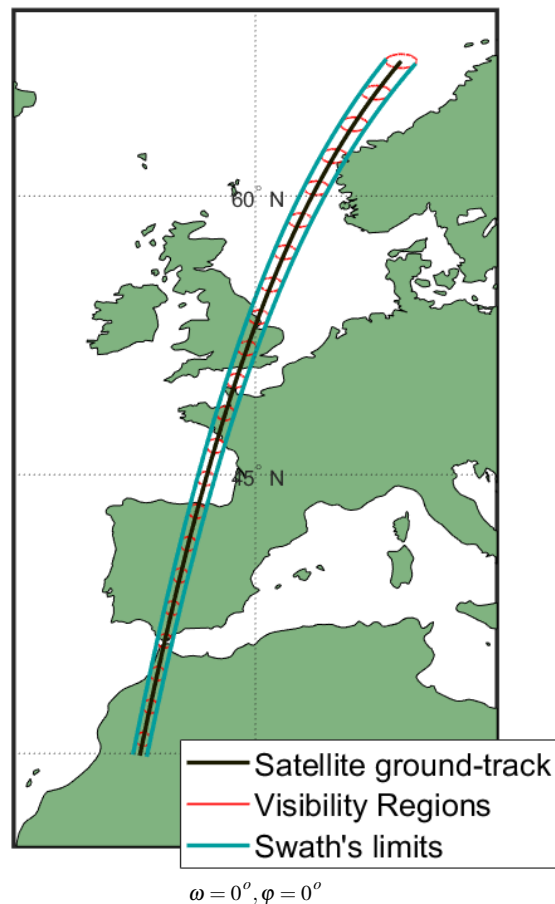 60° N
45° N
Satellite ground-track
Visibility Regions
Swath's limits
ω = 0°, φ = 0°